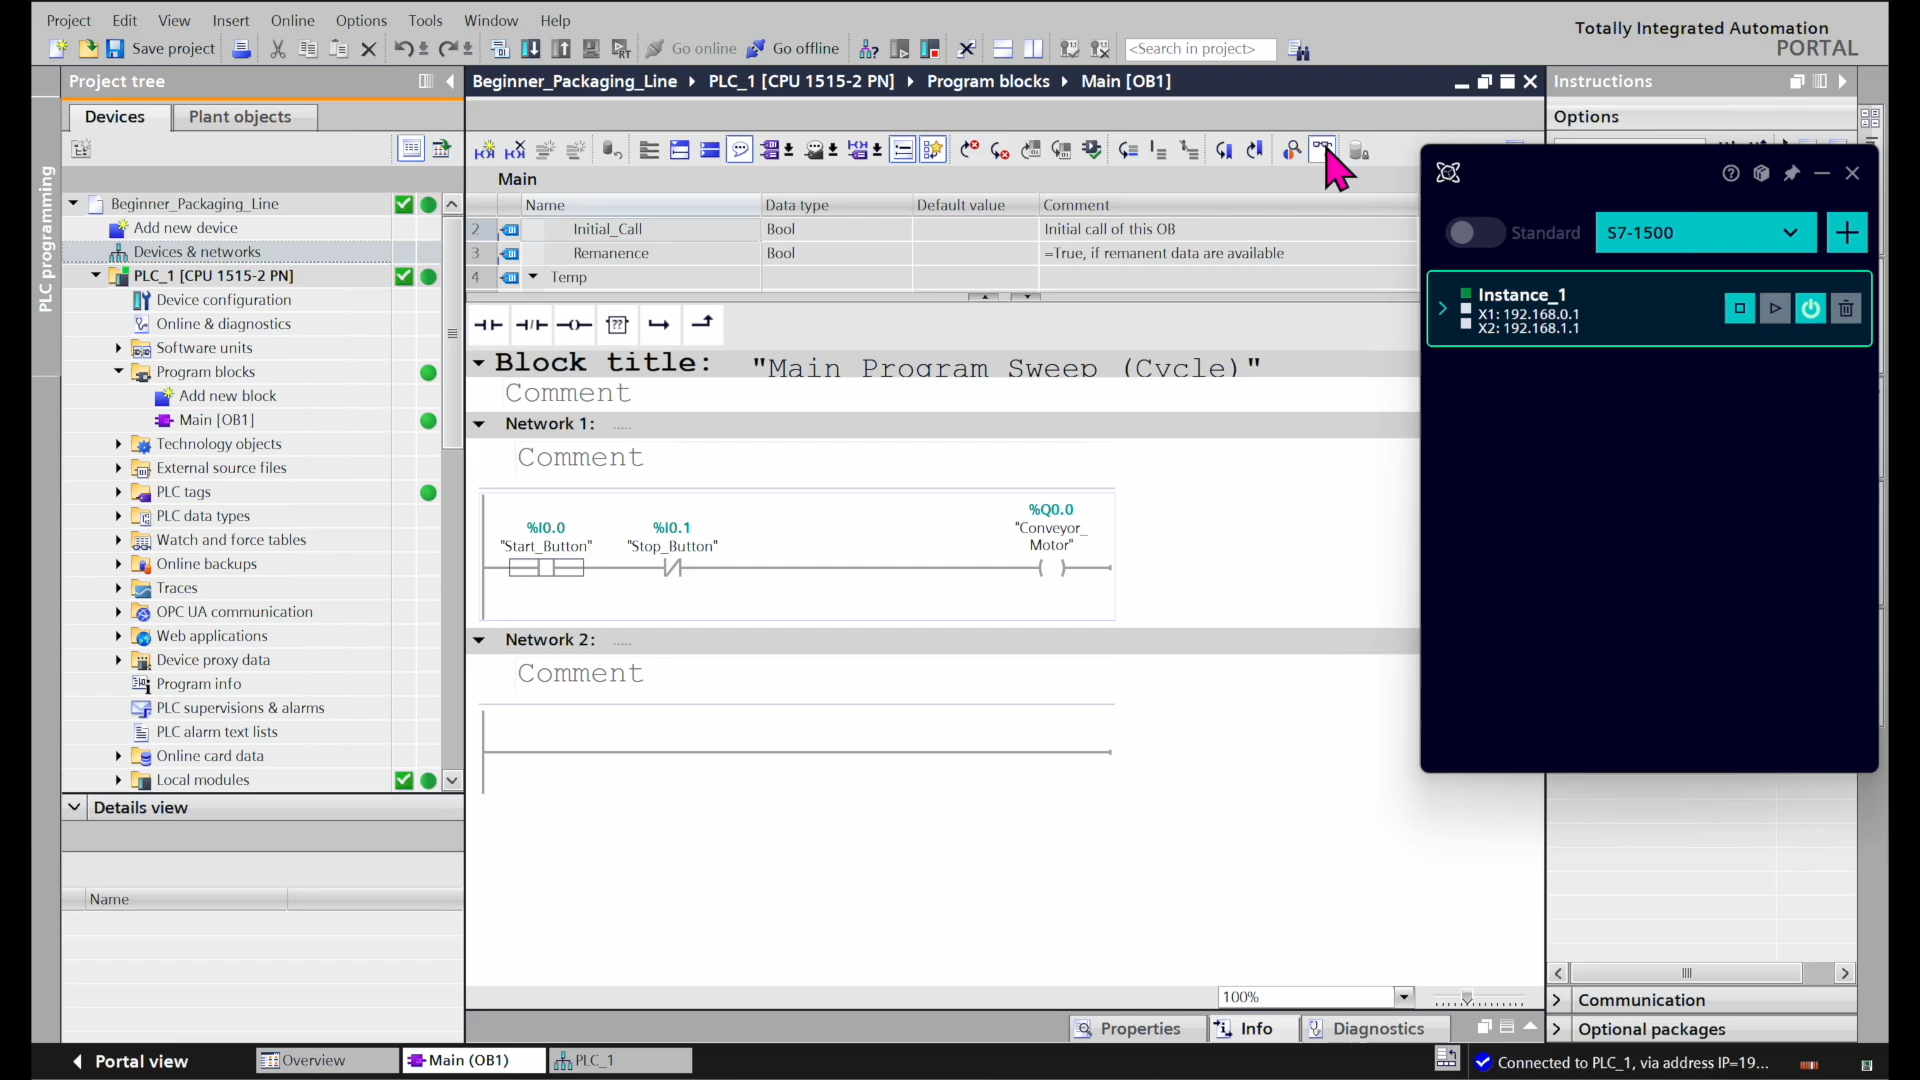 Project Edit View Insert Online Options Tools Window Help
Totally Integrated Automation
PORTAL
Save project
Go online
Go offline
<Search in project>
Project tree
Beginner_Packaging_Line PLC_1 [CPU 1515-2 PN] Program blocks Main [OB1]
Instructions
Devices
Plant objects
Options
PLC programming
Main
Name Data type Default value Comment
2 Initial_Call Bool Initial call of this OB
3 Remanence Bool =True, if remanent data are available
4 Temp
Beginner_Packaging_Line
Add new device
Devices & networks
PLC_1 [CPU 1515-2 PN]
Device configuration
Online & diagnostics
Software units
Program blocks
Add new block
Main [OB1]
Technology objects
External source files
PLC tags
PLC data types
Watch and force tables
Online backups
Traces
OPC UA communication
Web applications
Device proxy data
Program info
PLC supervisions & alarms
PLC alarm text lists
Online card data
Local modules
Details view
Name
??
Block title: "Main Program Sweep (Cycle)"
Comment
Network 1: .....
Comment
%I0.0
"Start_Button"
%I0.1
"Stop_Button"
%Q0.0
"Conveyor_
Motor"
Network 2: .....
Comment
Standard
S7-1500
Instance_1
X1: 192.168.0.1
X2: 192.168.1.1
100%
Properties
Info
Diagnostics
Communication
Optional packages
Portal view
Overview
Main (OB1)
PLC_1
Connected to PLC_1, via address IP=19...